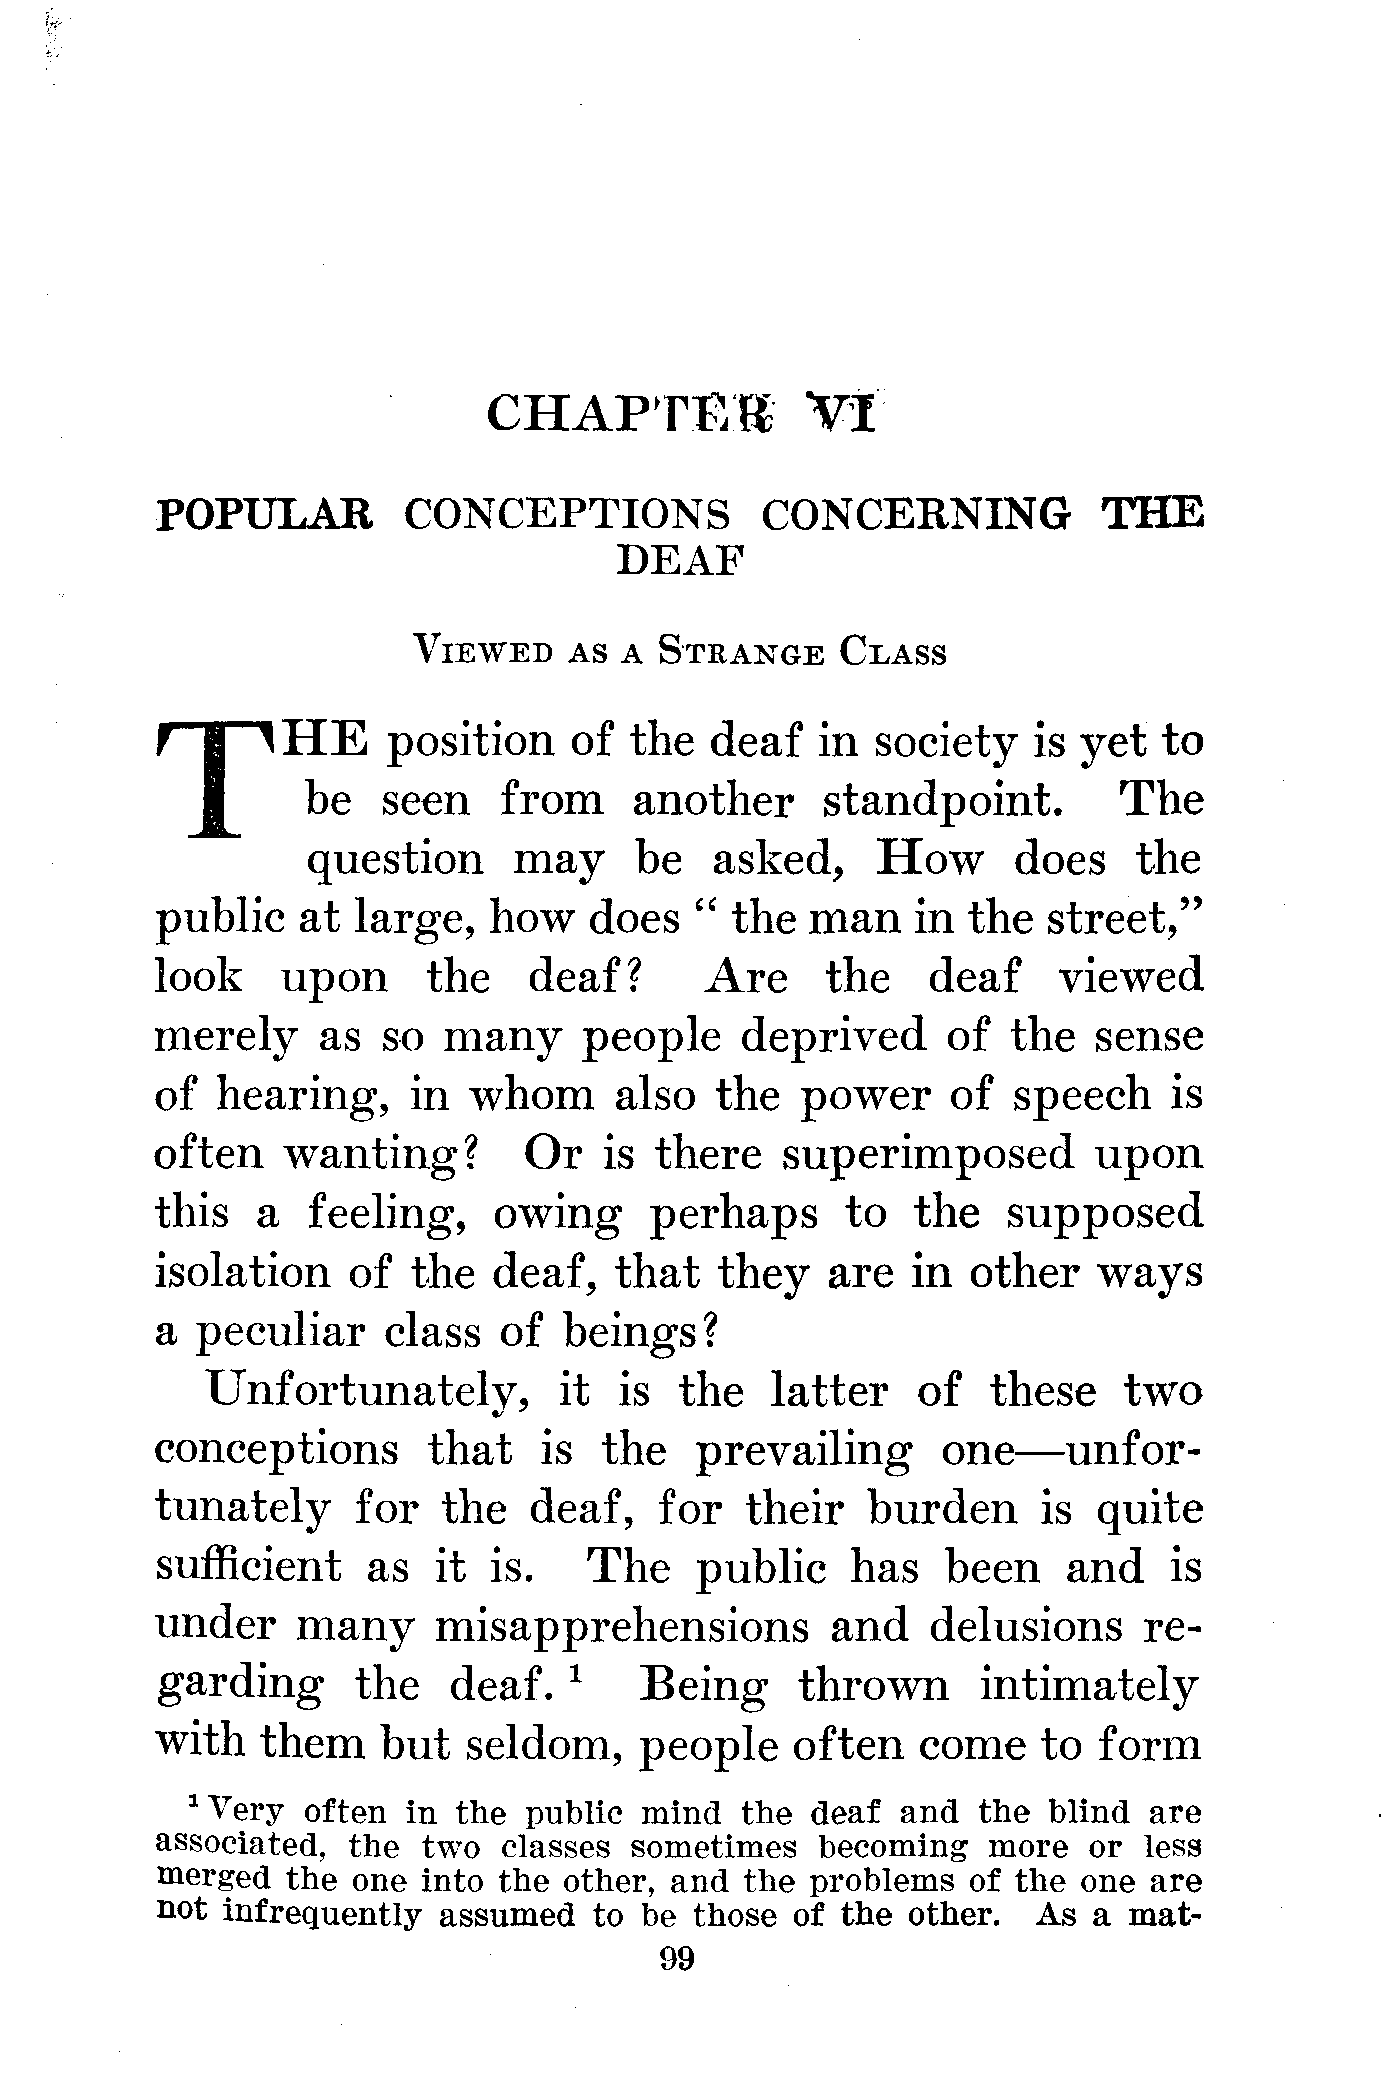 CHAPTER VI
POPULAR CONCEPTIONS CONCERNING THE
DEAF
VIEWED AS A STRANGE CLASS
THE position of the deaf in society is yet to
be seen from another standpoint. The
question may be asked, How does the
public at large, how does " the man in the street,"
look upon the deaf? Are the deaf viewed
merely as so many people deprived of the sense
of hearing, in whom also the power of speech is
often wanting? Or is there superimposed upon
this a feeling, owing perhaps to the supposed
isolation of the deaf, that they are in other ways
a peculiar class of beings?
Unfortunately, it is the latter of these two
conceptions that is the prevailing one—unfor-
tunately for the deaf, for their burden is quite
sufficient as it is. The public has been and is
under many misapprehensions and delusions re-
garding the deaf. ¹ Being thrown intimately
with them but seldom, people often come to form
¹ Very often in the public mind the deaf and the blind are
associated, the two classes sometimes becoming more or less
merged the one into the other, and the problems of the one are
not infrequently assumed to be those of the other. As a mat-
99